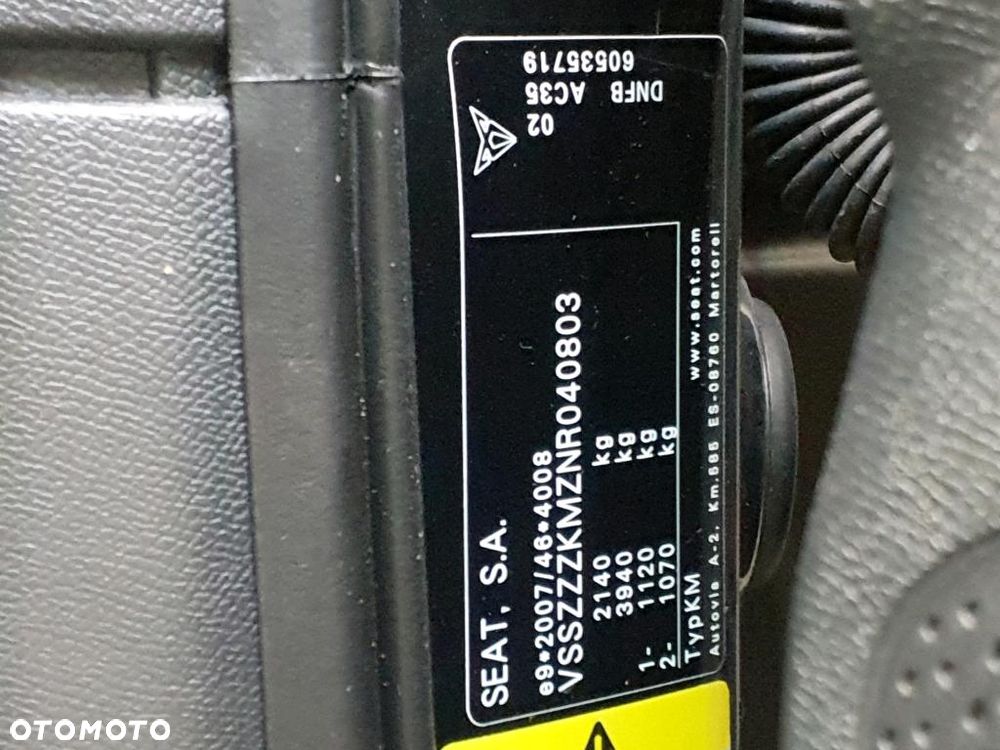 SEAT, S.A.
e9*2007/46*4008
VSSZZZKMZNR040803
2140 kg
3940 kg
1- 1120 kg
2- 1070 kg
TypKM
www.seat.com
Autovia A-2, Km.585 ES-08760 Martorell
02
AC35
DNFB
60535719
OTOMOTO